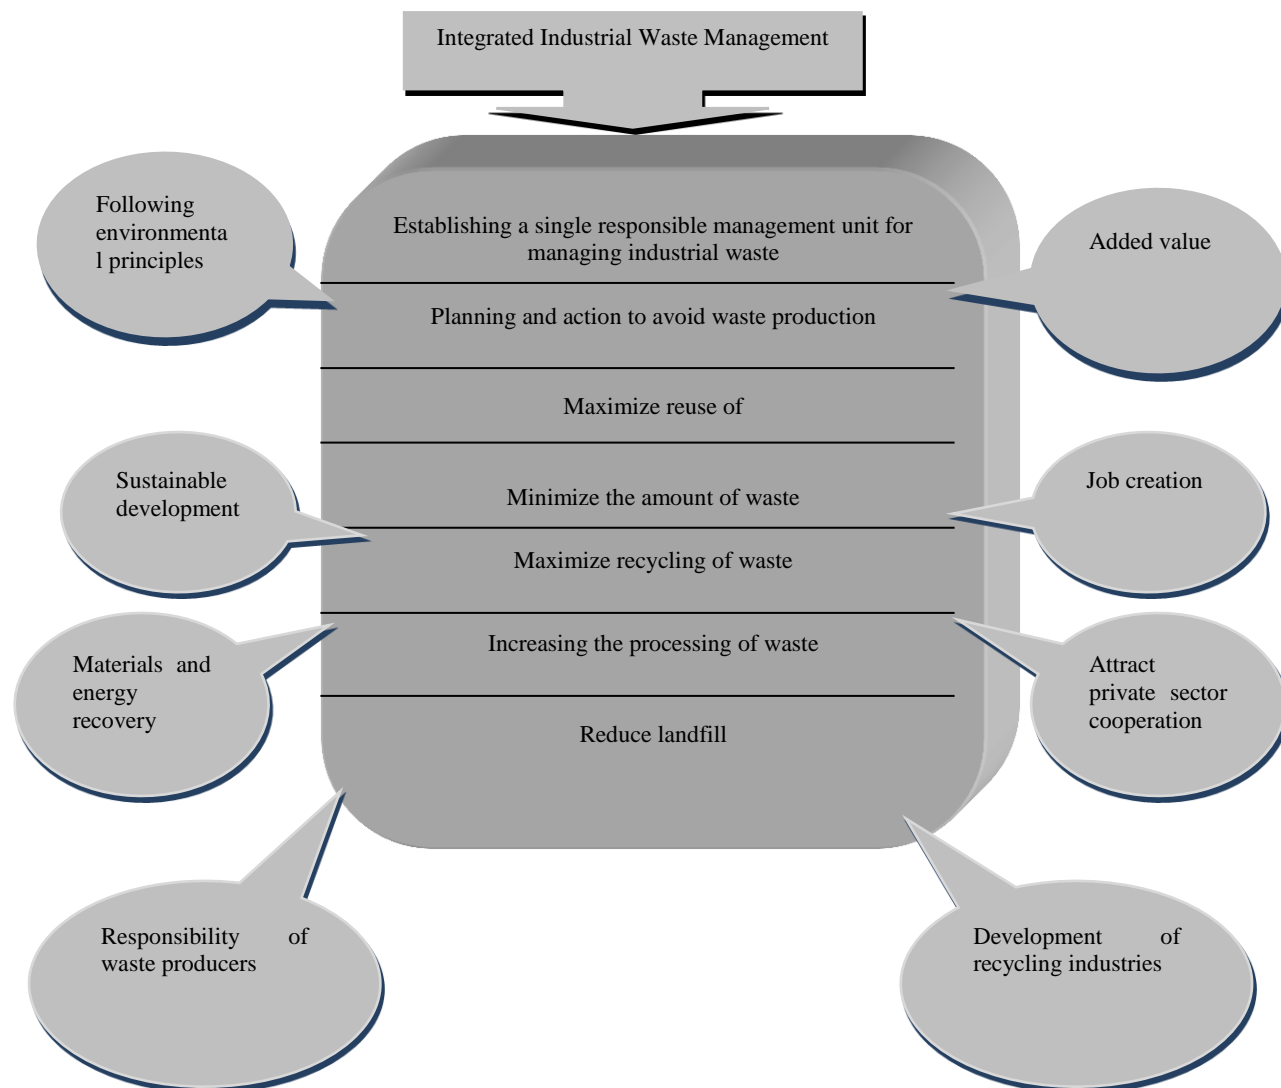 Integrated Industrial Waste Management
Following
environmenta
l principles
Establishing a single responsible management unit for
managing industrial waste
Added value
Planning and action to avoid waste production
Maximize reuse of
Sustainable
development
Minimize the amount of waste
Job creation
Maximize recycling of waste
Increasing the processing of waste
Materials and
energy
recovery
Attract
private sector
cooperation
Reduce landfill
Responsibility of
waste producers
Development of
recycling industries